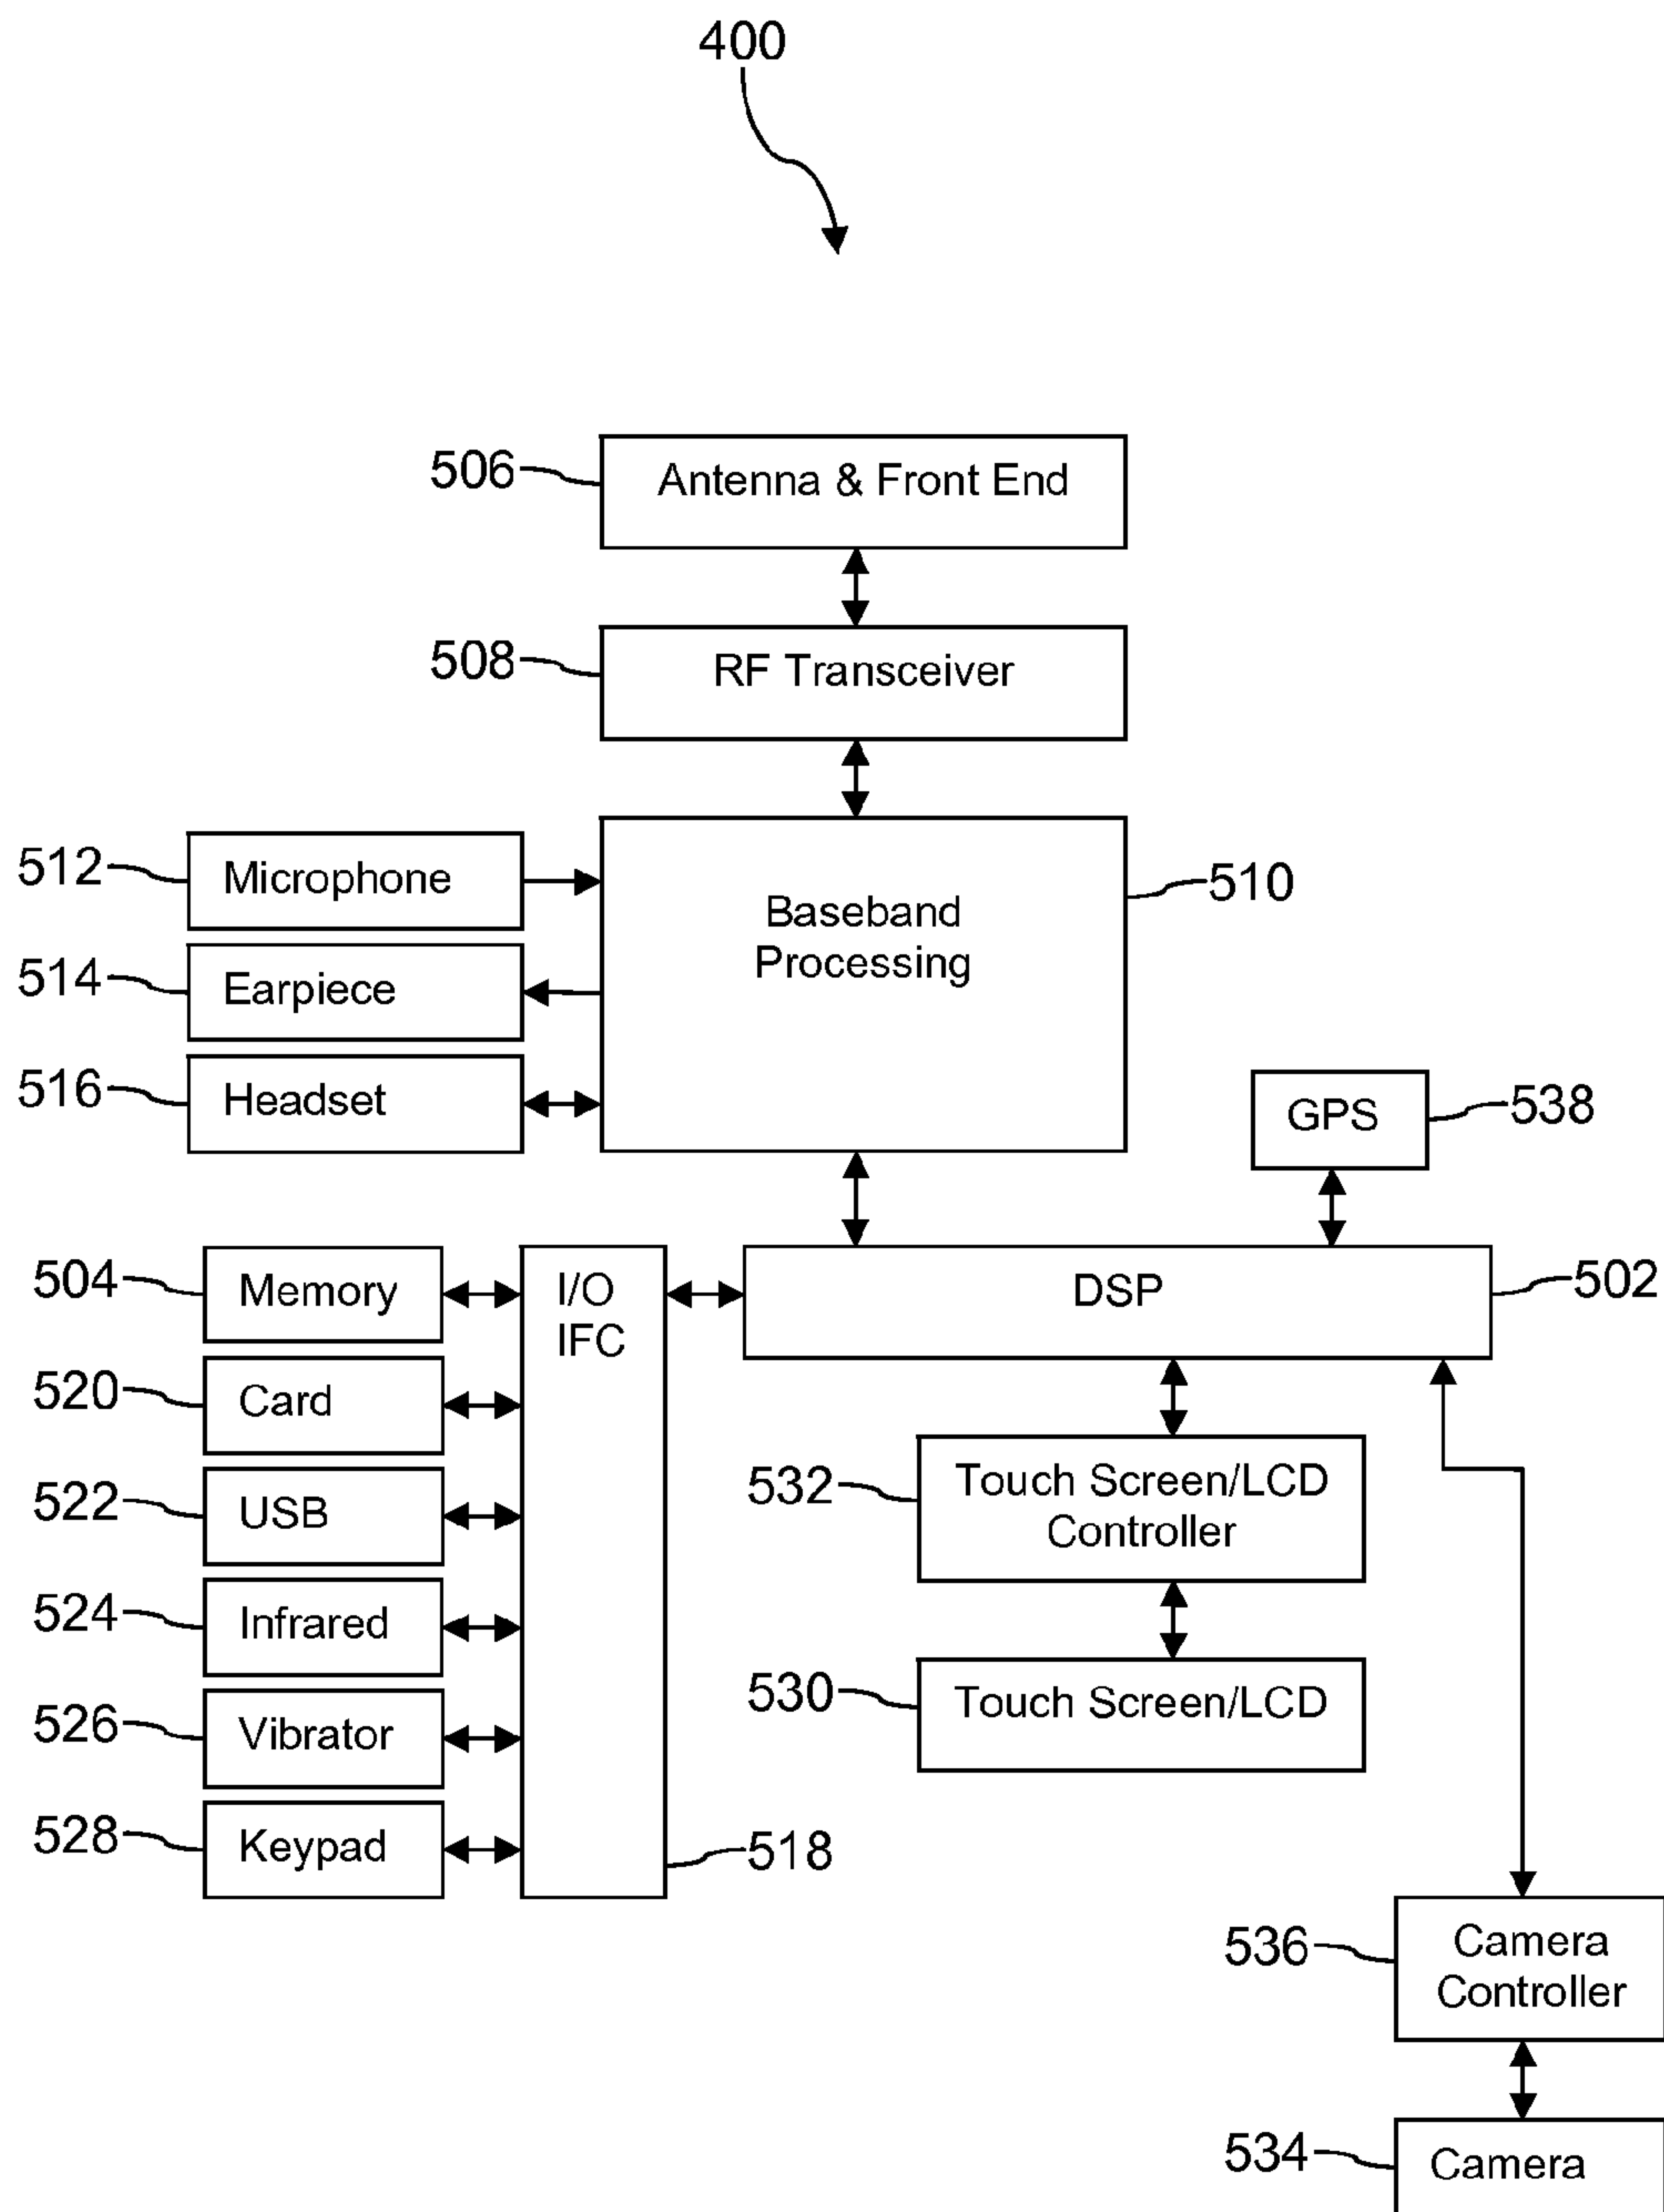 400
506
Antenna & Front End
508
RF Transceiver
512
Microphone
Baseband
Processing
510
514
Earpiece
516
Headset
GPS
538
504
Memory
I/O
IFC
DSP
502
520
Card
522
USB
532
Touch Screen/LCD
Controller
524
Infrared
530
Touch Screen/LCD
526
Vibrator
528
Keypad
518
536
Camera
Controller
534
Camera